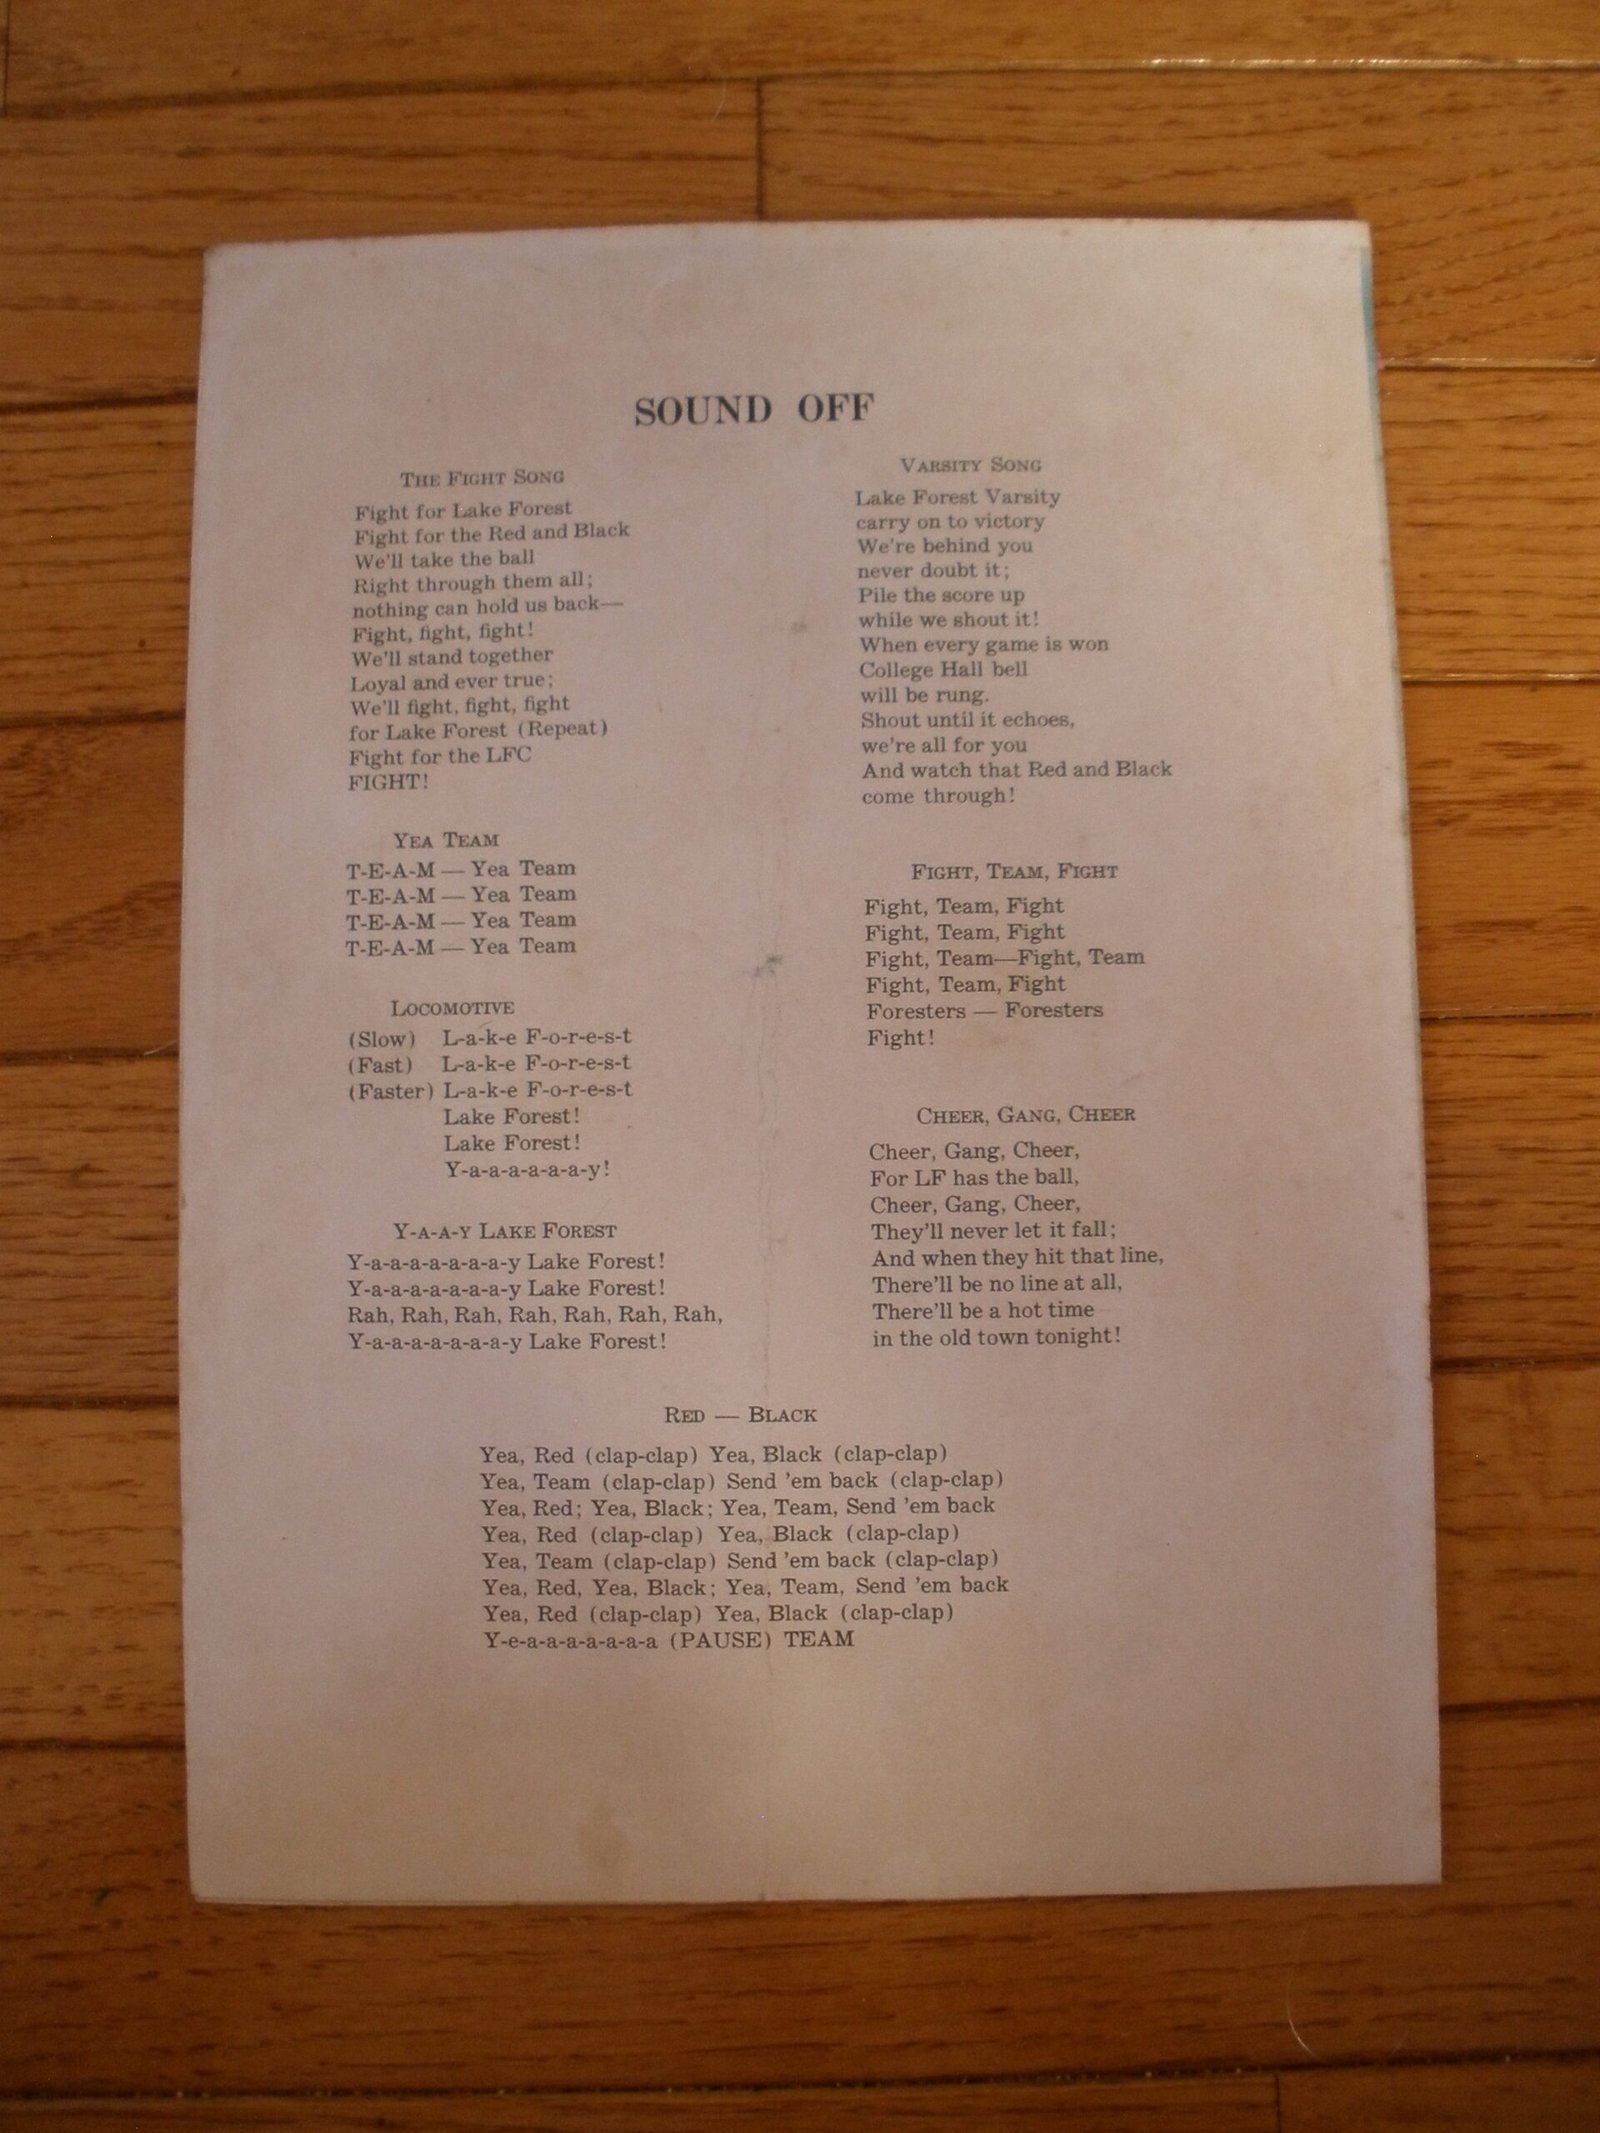 SOUND OFF
THE FIGHT SONG
Fight for Lake Forest
Fight for the Red and Black
We'll take the ball
Right through them all;
nothing can hold us back—
Fight, fight, fight!
We'll stand together
Loyal and ever true;
We'll fight, fight, fight
for Lake Forest (Repeat)
Fight for the LFC
FIGHT!
YEA TEAM
T-E-A-M — Yea Team
T-E-A-M — Yea Team
T-E-A-M — Yea Team
T-E-A-M — Yea Team
LOCOMOTIVE
(Slow) L-a-k-e F-o-r-e-s-t
(Fast) L-a-k-e F-o-r-e-s-t
(Faster) L-a-k-e F-o-r-e-s-t
Lake Forest!
Lake Forest!
Y-a-a-a-a-a-a-y!
Y-A-A-Y LAKE FOREST
Y-a-a-a-a-a-a-a-y Lake Forest!
Y-a-a-a-a-a-a-a-y Lake Forest!
Rah, Rah, Rah, Rah, Rah, Rah, Rah,
Y-a-a-a-a-a-a-a-y Lake Forest!
VARSITY SONG
Lake Forest Varsity
carry on to victory
We're behind you
never doubt it;
Pile the score up
while we shout it!
When every game is won
College Hall bell
will be rung.
Shout until it echoes,
we're all for you
And watch that Red and Black
come through!
FIGHT, TEAM, FIGHT
Fight, Team, Fight
Fight, Team, Fight
Fight, Team—Fight, Team
Fight, Team, Fight
Foresters — Foresters
Fight!
CHEER, GANG, CHEER
Cheer, Gang, Cheer,
For LF has the ball,
Cheer, Gang, Cheer,
They'll never let it fall;
And when they hit that line,
There'll be no line at all,
There'll be a hot time
in the old town tonight!
RED — BLACK
Yea, Red (clap-clap) Yea, Black (clap-clap)
Yea, Team (clap-clap) Send 'em back (clap-clap)
Yea, Red; Yea, Black; Yea, Team, Send 'em back
Yea, Red (clap-clap) Yea, Black (clap-clap)
Yea, Team (clap-clap) Send 'em back (clap-clap)
Yea, Red, Yea, Black; Yea, Team, Send 'em back
Yea, Red (clap-clap) Yea, Black (clap-clap)
Y-e-a-a-a-a-a-a-a (PAUSE) TEAM